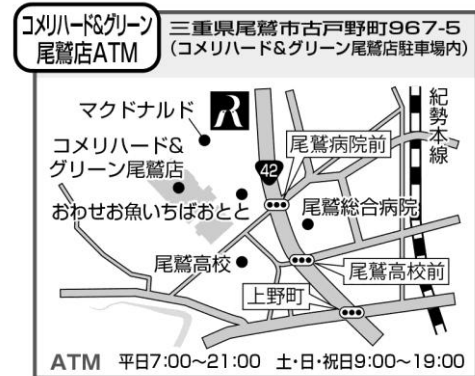 コメリハード&グリーン
尾鷲店ATM
三重県尾鷲市古戸野町967-5
(コメリハード&グリーン尾鷲店駐車場内)
マクドナルド
R
紀勢本線
コメリハード&
グリーン尾鷲店
尾鷲病院前
42
おわせお魚いちばおとと
尾鷲総合病院
尾鷲高校
尾鷲高校前
上野町
ATM 平日7:00〜21:00 土・日・祝日9:00〜19:00